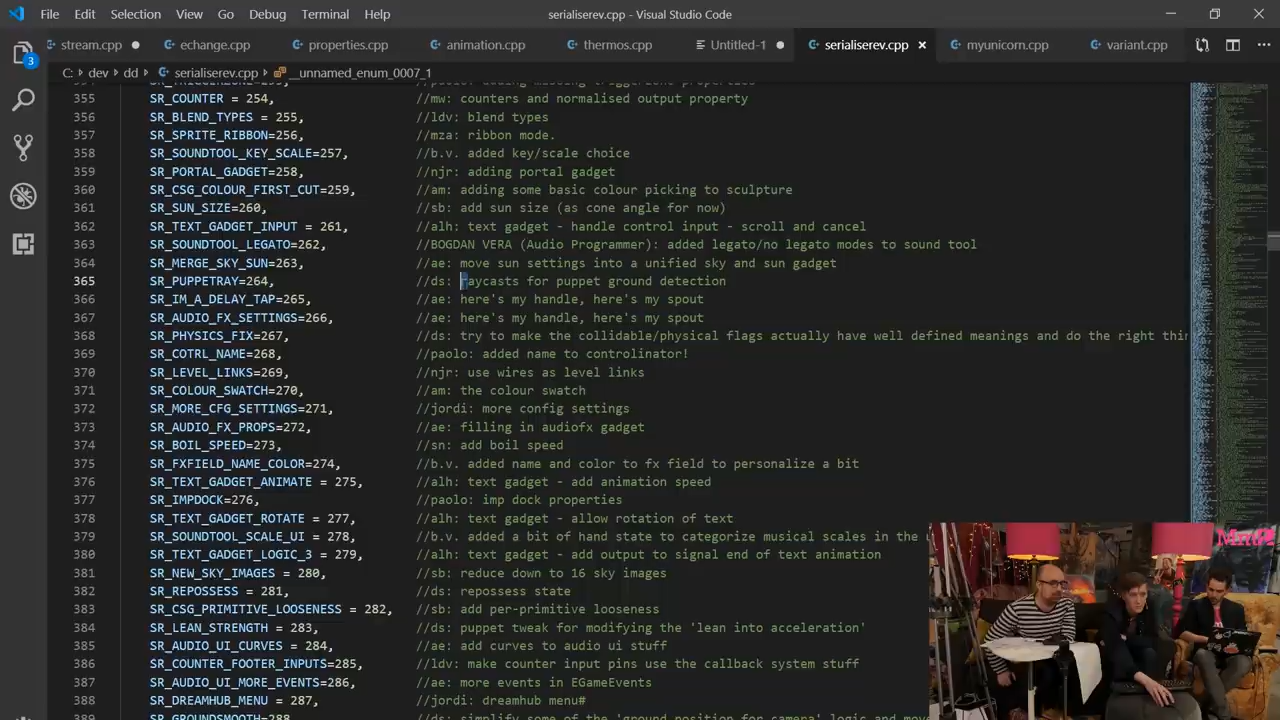 File Edit Selection View Go Debug Terminal Help serialiserev.cpp - Visual Studio Code
stream.cpp echange.cpp properties.cpp animation.cpp thermos.cpp Untitled-1 serialiserev.cpp myunicorn.cpp variant.cpp
C: > dev > dd > serialiserev.cpp > __unnamed_enum_0007_1
3
355 SR_COUNTER = 254, //mw: counters and normalised output property
356 SR_BLEND_TYPES = 255, //ldv: blend types
357 SR_SPRITE_RIBBON=256, //mza: ribbon mode.
358 SR_SOUNDTOOL_KEY_SCALE=257, //b.v. added key/scale choice
359 SR_PORTAL_GADGET=258, //njr: adding portal gadget
360 SR_CSG_COLOUR_FIRST_CUT=259, //am: adding some basic colour picking to sculpture
361 SR_SUN_SIZE=260, //sb: add sun size (as cone angle for now)
362 SR_TEXT_GADGET_INPUT = 261, //alh: text gadget - handle control input - scroll and cancel
363 SR_SOUNDTOOL_LEGATO=262, //BOGDAN VERA (Audio Programmer): added legato/no legato modes to sound tool
364 SR_MERGE_SKY_SUN=263, //ae: move sun settings into a unified sky and sun gadget
365 SR_PUPPETRAY=264, //ds: raycasts for puppet ground detection
366 SR_IM_A_DELAY_TAP=265, //ae: here's my handle, here's my spout
367 SR_AUDIO_FX_SETTINGS=266, //ae: here's my handle, here's my spout
368 SR_PHYSICS_FIX=267, //ds: try to make the collidable/physical flags actually have well defined meanings and do the right thin
369 SR_COTRL_NAME=268, //paolo: added name to controlinator!
370 SR_LEVEL_LINKS=269, //njr: use wires as level links
371 SR_COLOUR_SWATCH=270, //am: the colour swatch
372 SR_MORE_CFG_SETTINGS=271, //jordi: more config settings
373 SR_AUDIO_FX_PROPS=272, //ae: filling in audiofx gadget
374 SR_BOIL_SPEED=273, //sn: add boil speed
375 SR_FXFIELD_NAME_COLOR=274, //b.v. added name and color to fx field to personalize a bit
376 SR_TEXT_GADGET_ANIMATE = 275, //alh: text gadget - add animation speed
377 SR_IMPDOCK=276, //paolo: imp dock properties
378 SR_TEXT_GADGET_ROTATE = 277, //alh: text gadget - allow rotation of text
379 SR_SOUNDTOOL_SCALE_UI = 278, //b.v. added a bit of hand state to categorize musical scales in the u
380 SR_TEXT_GADGET_LOGIC_3 = 279, //alh: text gadget - add output to signal end of text animation
381 SR_NEW_SKY_IMAGES = 280, //sb: reduce down to 16 sky images
382 SR_REPOSSESS = 281, //ds: repossess state
383 SR_CSG_PRIMITIVE_LOOSENESS = 282, //sb: add per-primitive looseness
384 SR_LEAN_STRENGTH = 283, //ds: puppet tweak for modifying the 'lean into acceleration'
385 SR_AUDIO_UI_CURVES = 284, //ae: add curves to audio ui stuff
386 SR_COUNTER_FOOTER_INPUTS=285, //ldv: make counter input pins use the callback system stuff
387 SR_AUDIO_UI_MORE_EVENTS=286, //ae: more events in EGameEvents
388 SR_DREAMHUB_MENU = 287, //jordi: dreamhub menu#
389 SR_GROUNDSMOOTH=288 //ds: simplify some of the 'ground position for camera' logic and move